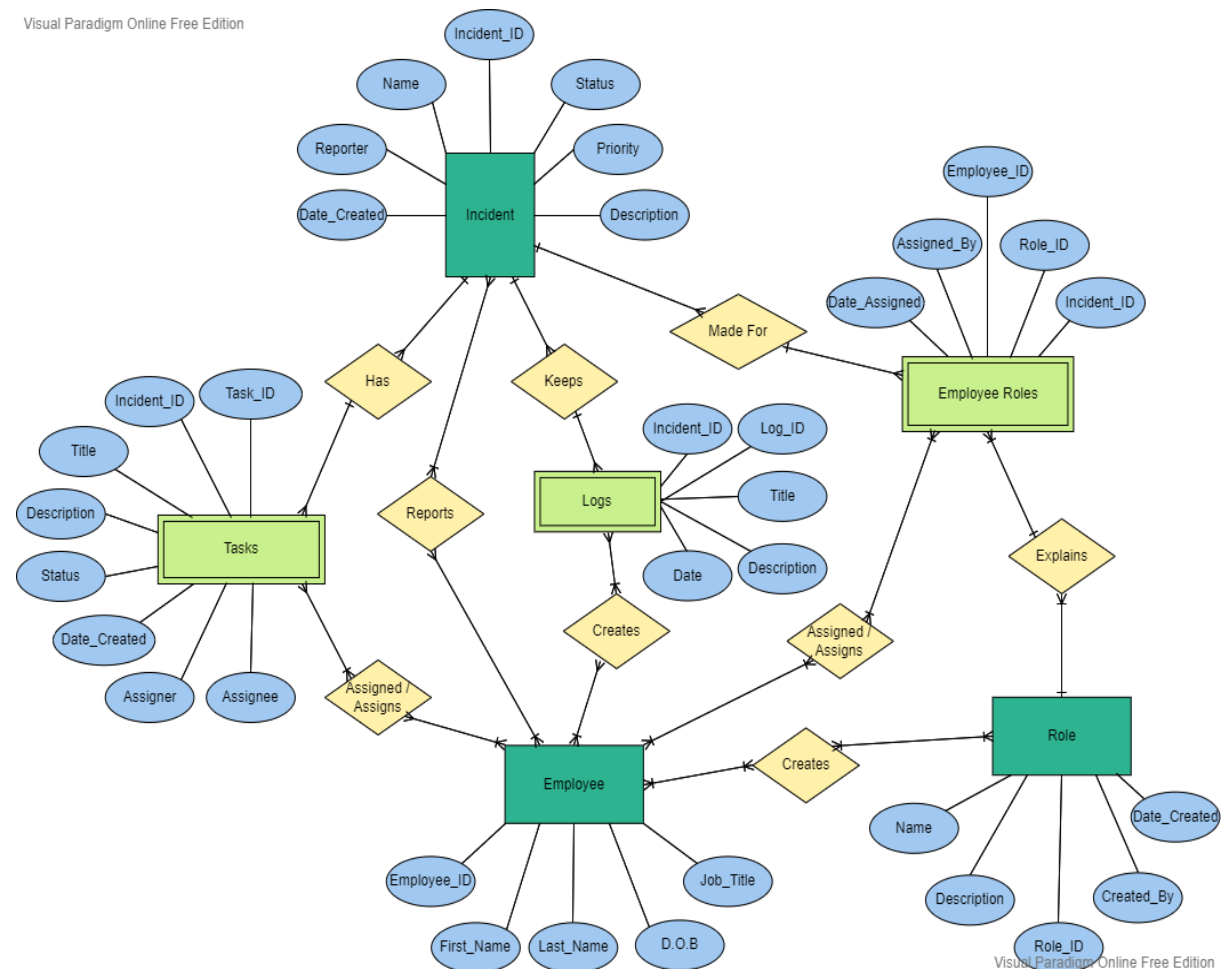 Visual Paradigm Online Free Edition
Incident_ID
Name
Status
Reporter
Priority
Date_Created
Incident
Description
Employee_ID
Assigned_By
Role_ID
Date_Assigned
Incident_ID
Made For
Has
Keeps
Employee Roles
Incident_ID
Task_ID
Title
Description
Status
Tasks
Date_Created
Assigner
Assignee
Reports
Incident_ID
Log_ID
Logs
Title
Date
Description
Explains
Creates
Assigned /
Assigns
Assigned /
Assigns
Employee
Creates
Role
Employee_ID
First_Name
Last_Name
D.O.B
Job_Title
Name
Description
Role_ID
Created_By
Date_Created
Visual Paradigm Online Free Edition